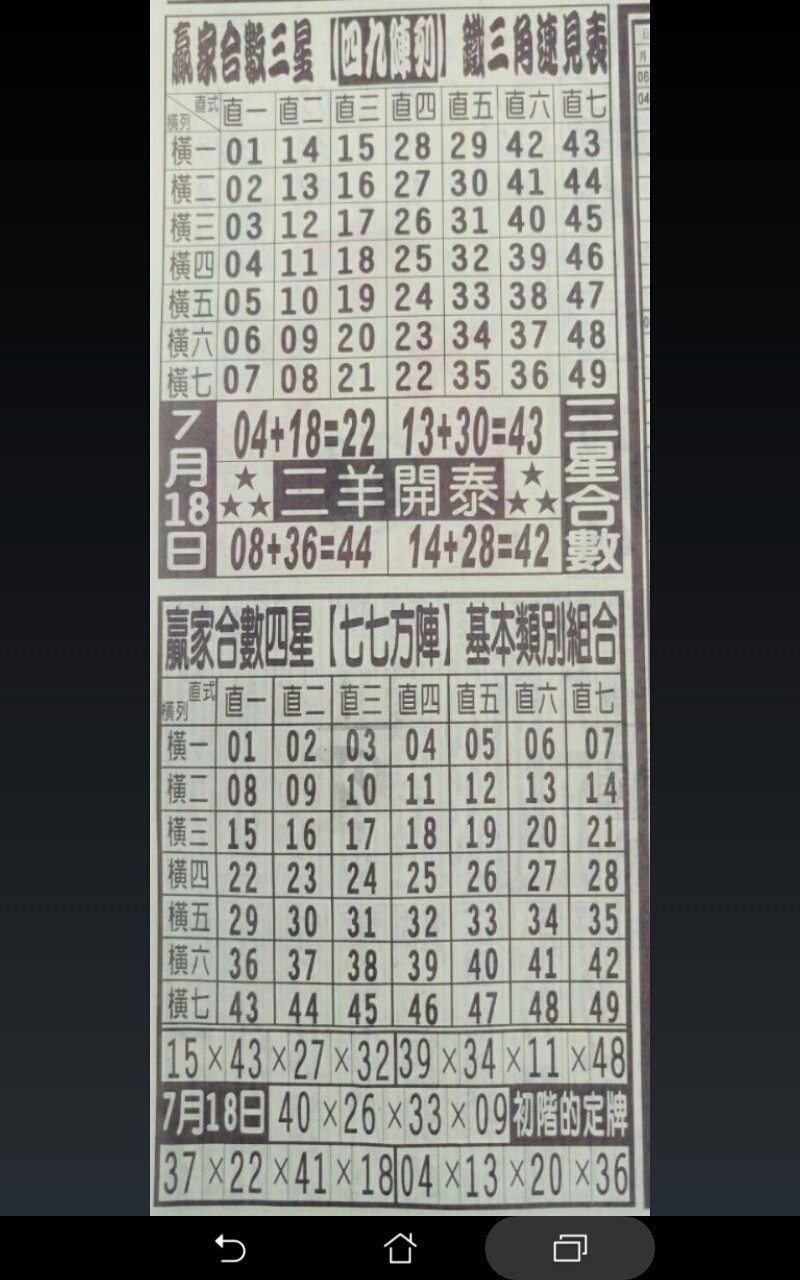 贏家合數三星【四九陣列】鐵三角速見表
直式 橫列 直一 直二 直三 直四 直五 直六 直七
橫一 01 14 15 28 29 42 43
橫二 02 13 16 27 30 41 44
橫三 03 12 17 26 31 40 45
橫四 04 11 18 25 32 39 46
橫五 05 10 19 24 33 38 47
橫六 06 09 20 23 34 37 48
橫七 07 08 21 22 35 36 49
7月18日
04+18=22 13+30=43
★★★ 三羊開泰 ★★★
08+36=44 14+28=42
三星合數
贏家合數四星【七七方陣】基本類別組合
直式 橫列 直一 直二 直三 直四 直五 直六 直七
橫一 01 02 03 04 05 06 07
橫二 08 09 10 11 12 13 14
橫三 15 16 17 18 19 20 21
橫四 22 23 24 25 26 27 28
橫五 29 30 31 32 33 34 35
橫六 36 37 38 39 40 41 42
橫七 43 44 45 46 47 48 49
15×43×27×32 39×34×11×48
7月18日 40×26×33×09 初階的定牌
37×22×41×18 04×13×20×36